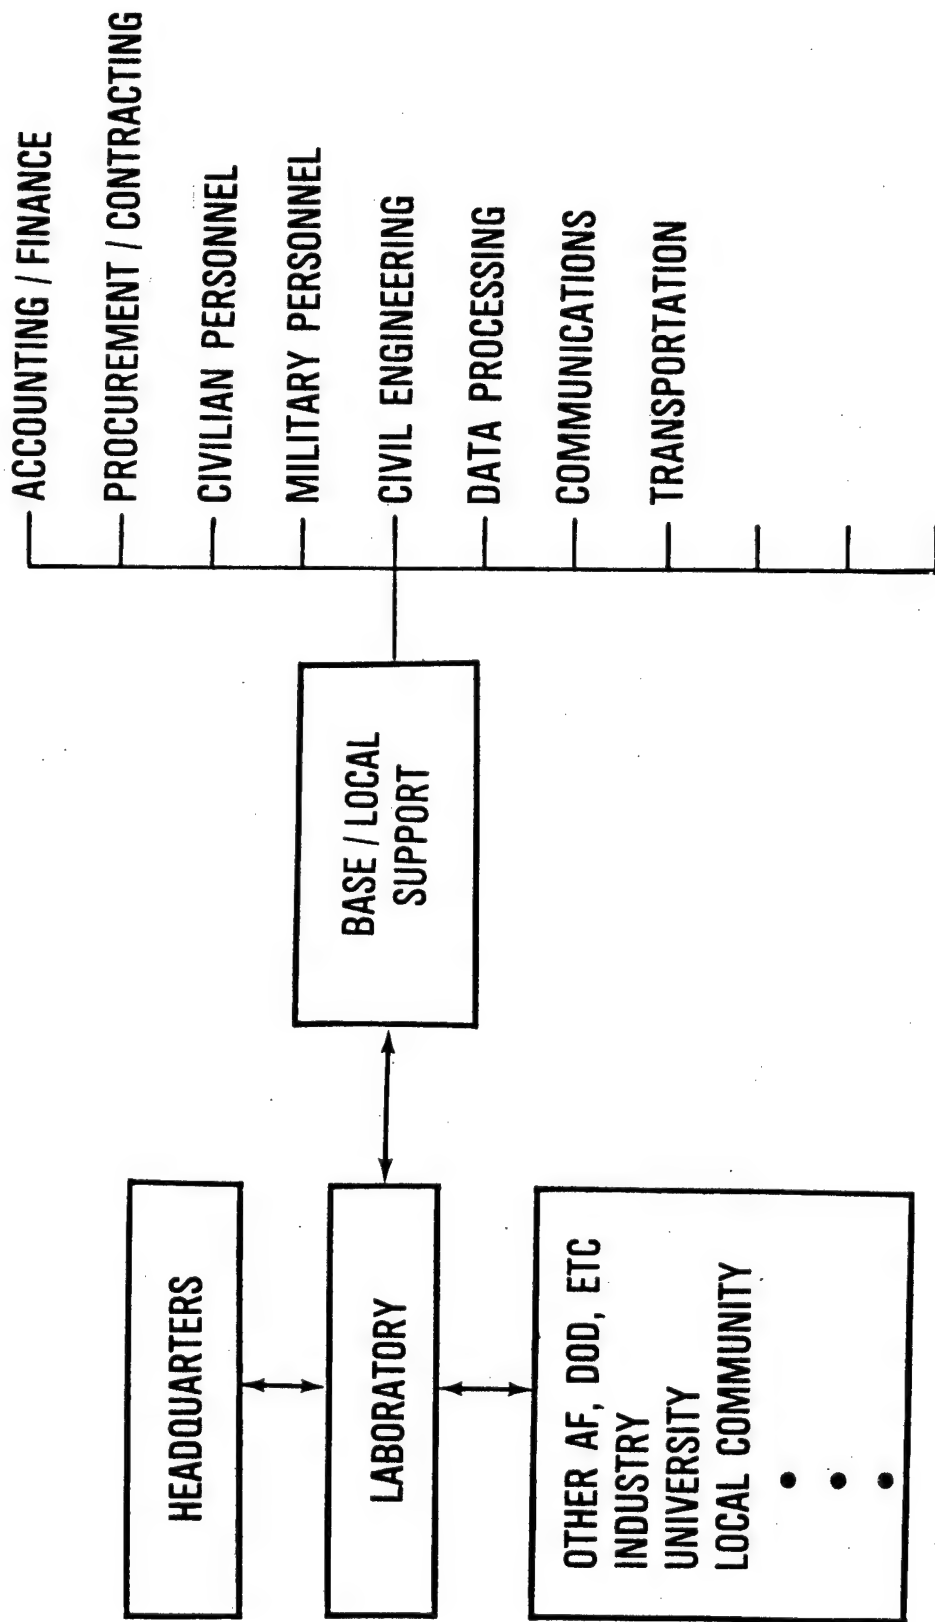 HEADQUARTERS
LABORATORY
OTHER AF, DOD, ETC
INDUSTRY
UNIVERSITY
LOCAL COMMUNITY
BASE / LOCAL
SUPPORT
ACCOUNTING / FINANCE
PROCUREMENT / CONTRACTING
CIVILIAN PERSONNEL
MILITARY PERSONNEL
CIVIL ENGINEERING
DATA PROCESSING
COMMUNICATIONS
TRANSPORTATION